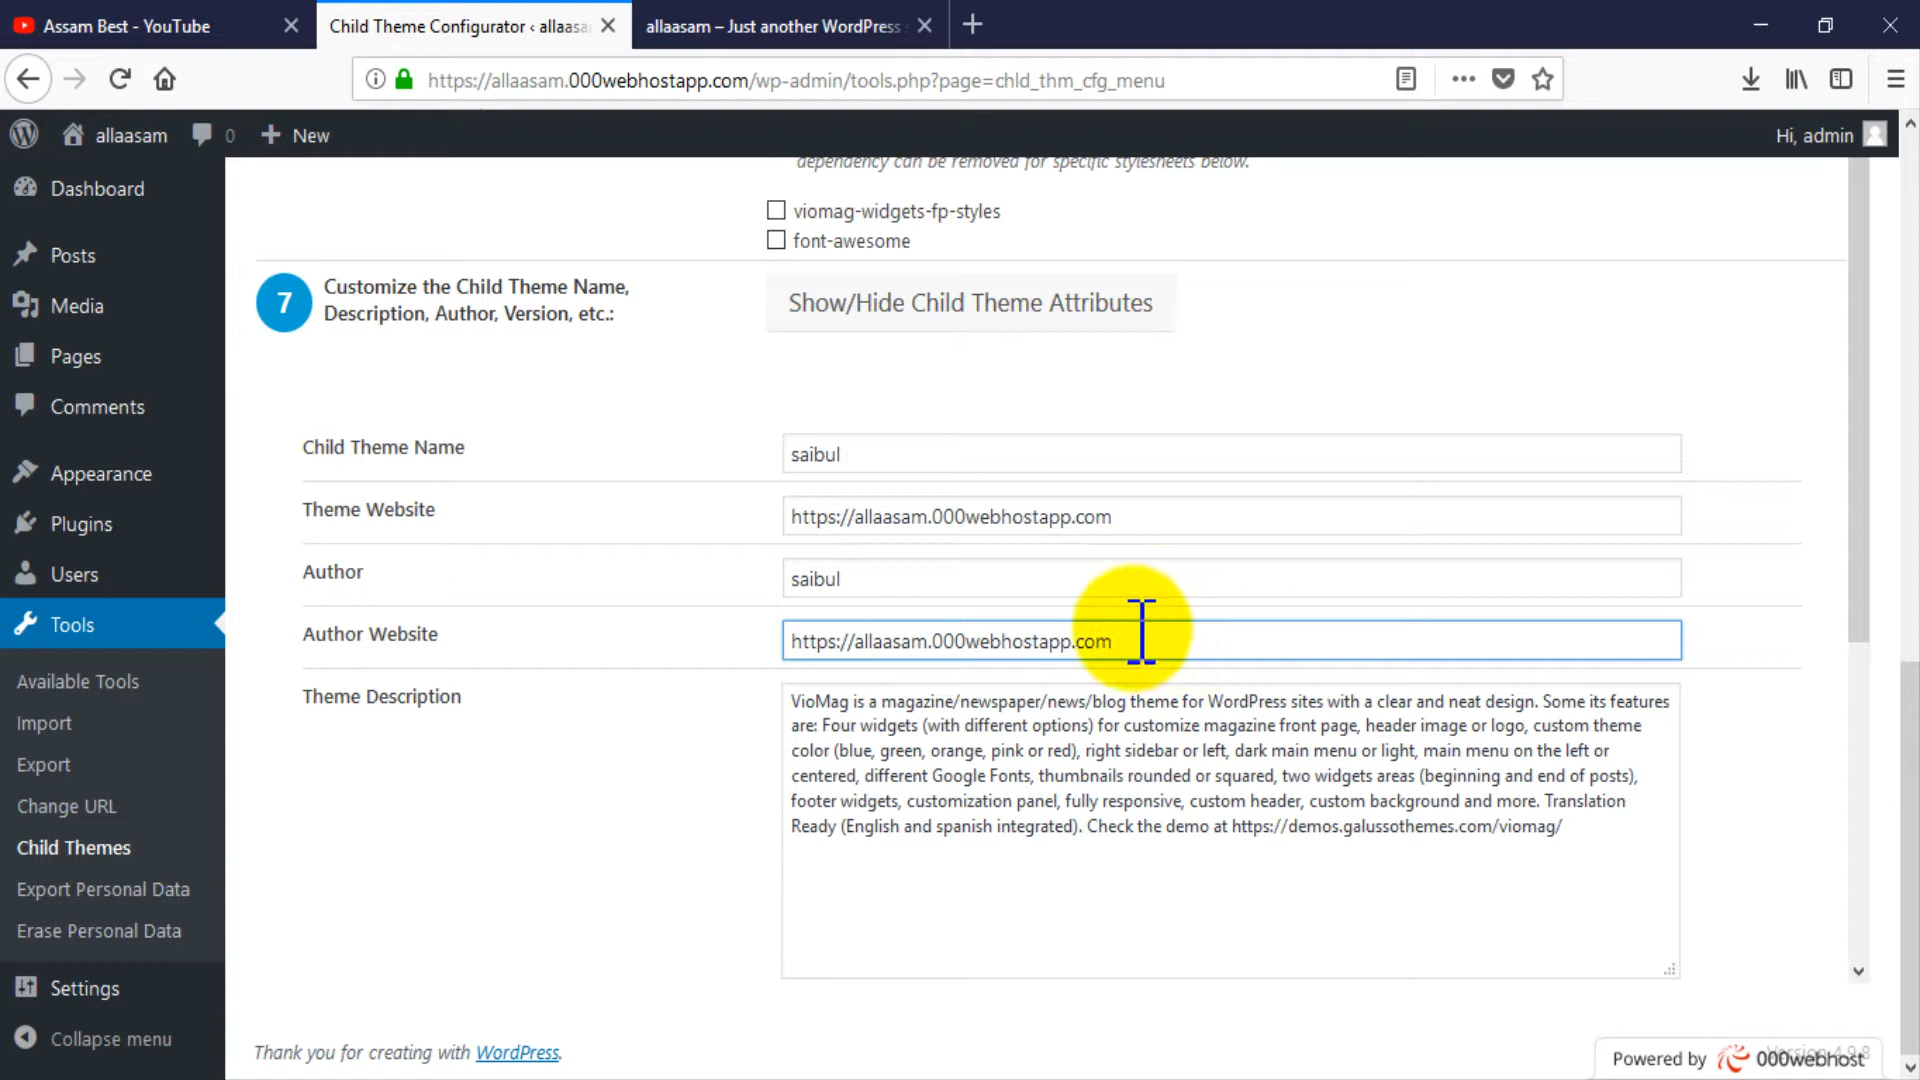 Assam Best - YouTube
Child Theme Configurator ‹ allaasa
allaasam – Just another WordPress
https://allaasam.000webhostapp.com/wp-admin/tools.php?page=chld_thm_cfg_menu
allaasam
0
New
Hi, admin
Dashboard
Posts
Media
Pages
Comments
Appearance
Plugins
Users
Tools
Available Tools
Import
Export
Change URL
Child Themes
Export Personal Data
Erase Personal Data
Settings
Collapse menu
dependency can be removed for specific stylesheets below.
viomag-widgets-fp-styles
font-awesome
7
Customize the Child Theme Name,
Description, Author, Version, etc.:
Show/Hide Child Theme Attributes
Child Theme Name
saibul
Theme Website
https://allaasam.000webhostapp.com
Author
saibul
Author Website
https://allaasam.000webhostapp.com
Theme Description
VioMag is a magazine/newspaper/news/blog theme for WordPress sites with a clear and neat design. Some its features
are: Four widgets (with different options) for customize magazine front page, header image or logo, custom theme
color (blue, green, orange, pink or red), right sidebar or left, dark main menu or light, main menu on the left or
centered, different Google Fonts, thumbnails rounded or squared, two widgets areas (beginning and end of posts),
footer widgets, customization panel, fully responsive, custom header, custom background and more. Translation
Ready (English and spanish integrated). Check the demo at https://demos.galussothemes.com/viomag/
Thank you for creating with WordPress.
Version 4.9.8
Powered by 000webhost